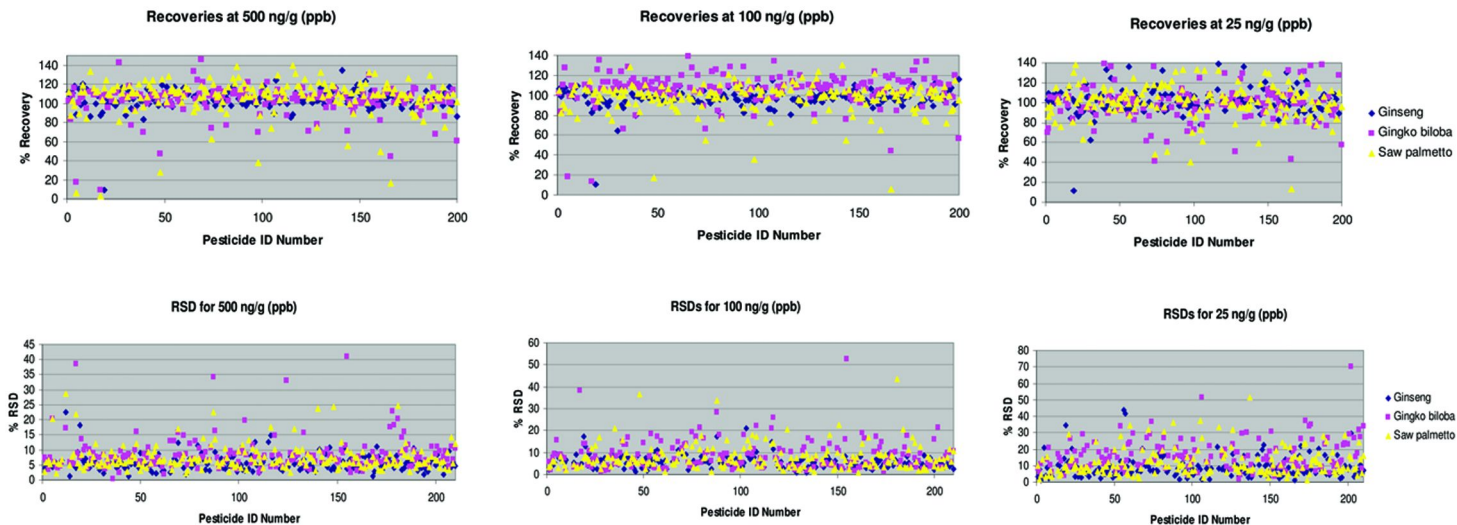 Recoveries at 500 ng/g (ppb)
% Recovery
140
120
100
80
60
40
20
0
0 50 100 150 200
Pesticide ID Number
Recoveries at 100 ng/g (ppb)
% Recovery
140
120
100
80
60
40
20
0
0 50 100 150 200
Pesticide ID Number
Recoveries at 25 ng/g (ppb)
% Recovery
140
120
100
80
60
40
20
0
0 50 100 150 200
Pesticide ID Number
Ginseng
Gingko biloba
Saw palmetto
RSD for 500 ng/g (ppb)
% RSD
45
40
35
30
25
20
15
10
5
0
0 50 100 150 200
Pesticide ID Number
RSDs for 100 ng/g (ppb)
% RSD
60
50
40
30
20
10
0
0 50 100 150 200
Pesticide ID Number
RSDs for 25 ng/g (ppb)
% RSD
80
70
60
50
40
30
20
10
0
0 50 100 150 200
Pesticide ID Number
Ginseng
Gingko biloba
Saw palmetto